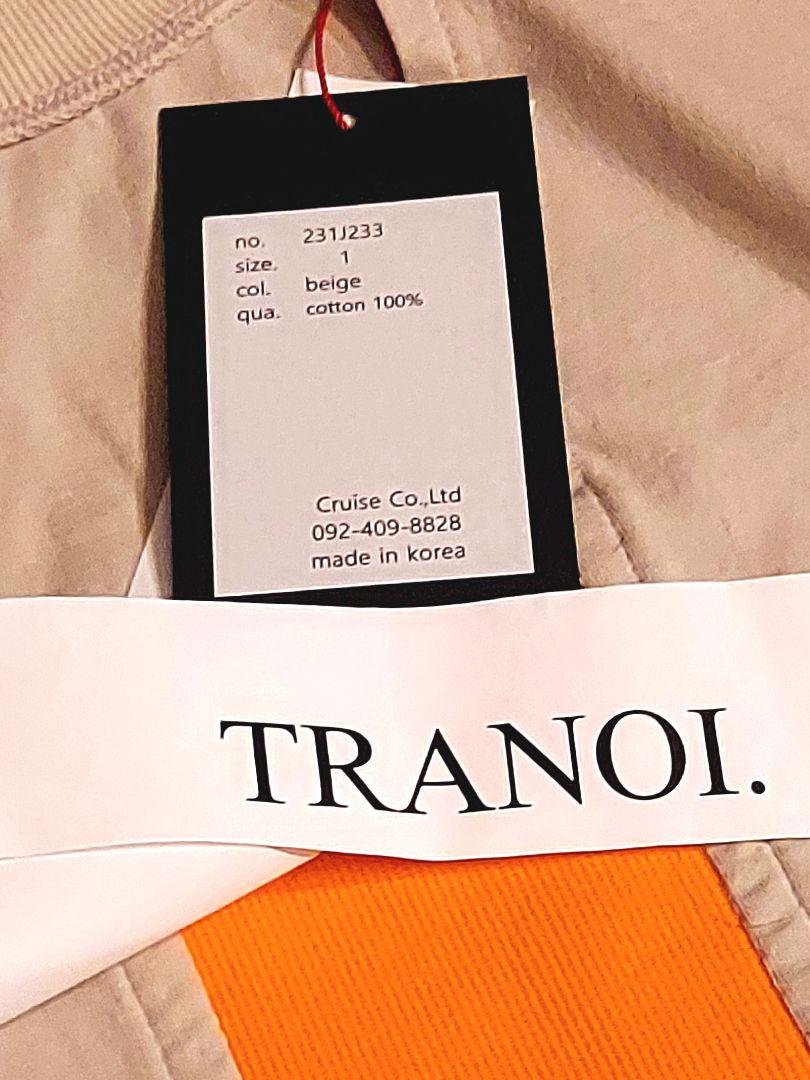 no. 231J233
size. 1
col. beige
qua. cotton 100%
Cruise Co.,Ltd
092-409-8828
made in korea
TRANOI.